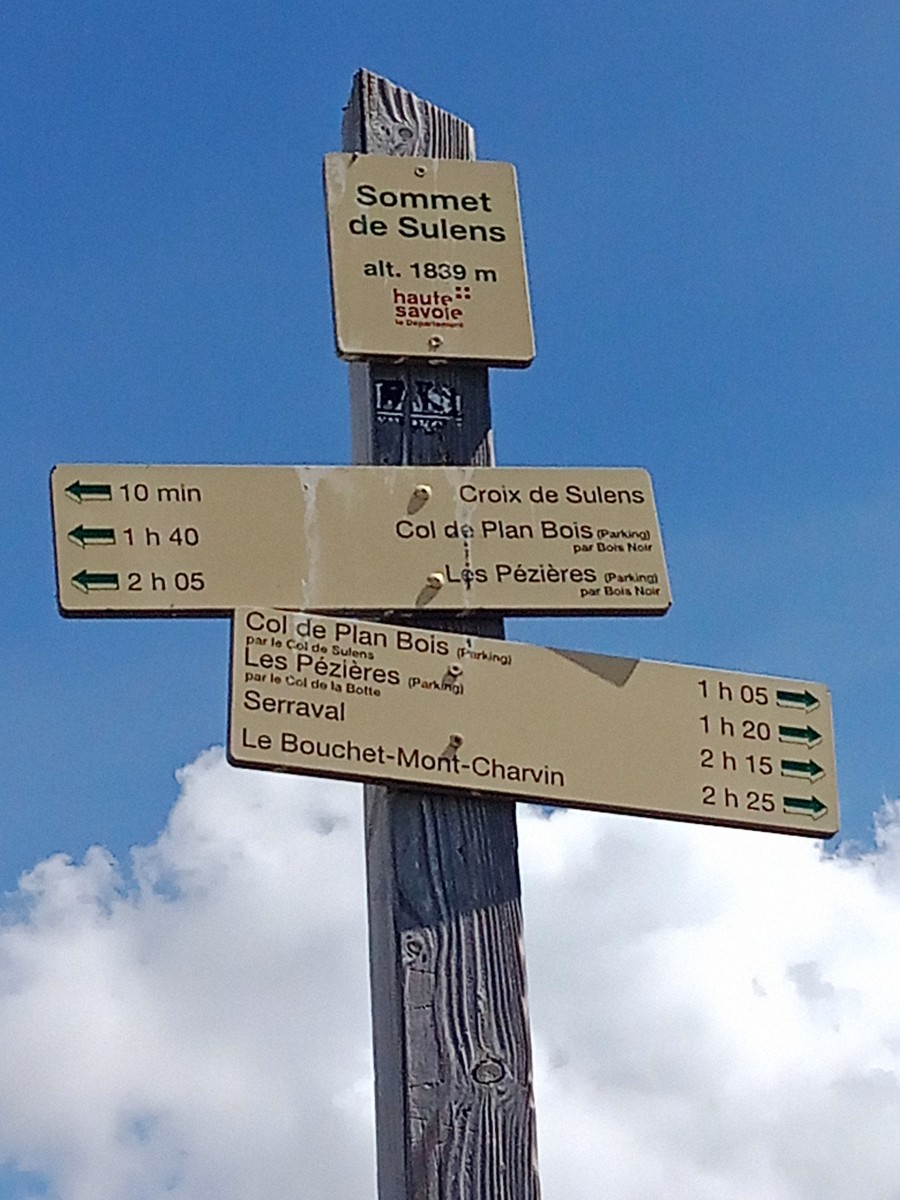 Sommet
de Sulens
alt. 1839 m
haute
savoie
le Département
10 min Croix de Sulens
1 h 40 Col de Plan Bois (Parking)
par Bois Noir
2 h 05 Les Pézières (Parking)
par Bois Noir
Col de Plan Bois (Parking) 1 h 05
par le Col de Sulens
Les Pézières (Parking) 1 h 20
par le Col de la Botte
Serraval 2 h 15
Le Bouchet-Mont-Charvin 2 h 25